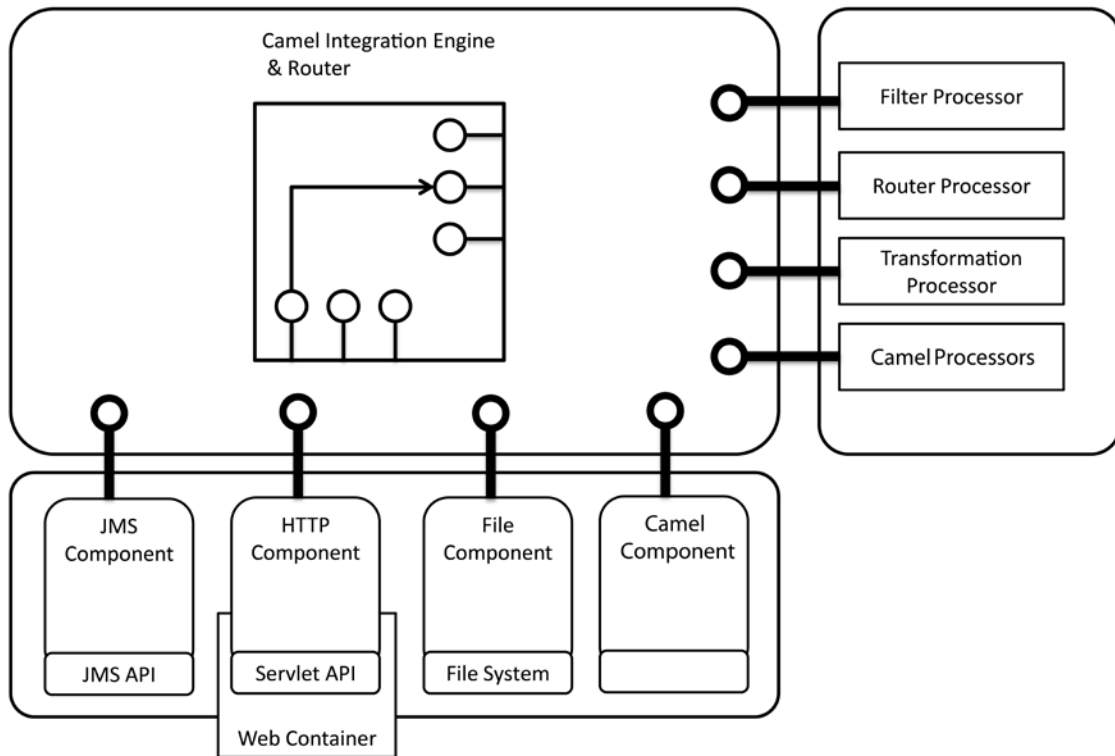 Camel Integration Engine
& Router
Filter Processor
Router Processor
Transformation
Processor
Camel Processors
JMS
Component
JMS API
HTTP
Component
Servlet API
Web Container
File
Component
File System
Camel
Component